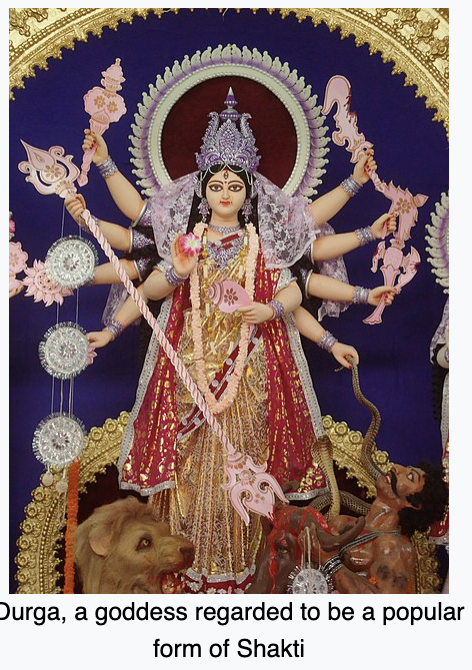 Durga, a goddess regarded to be a popular
form of Shakti